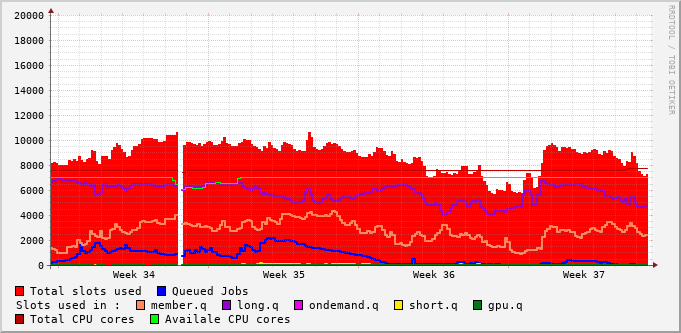 RRDTOOL / TOBI OETIKER
20000
18000
16000
14000
12000
10000
8000
6000
4000
2000
0
Week 34 Week 35 Week 36 Week 37
Total slots used Queued Jobs
Slots used in : member.q long.q ondemand.q short.q gpu.q
Total CPU cores Availale CPU cores